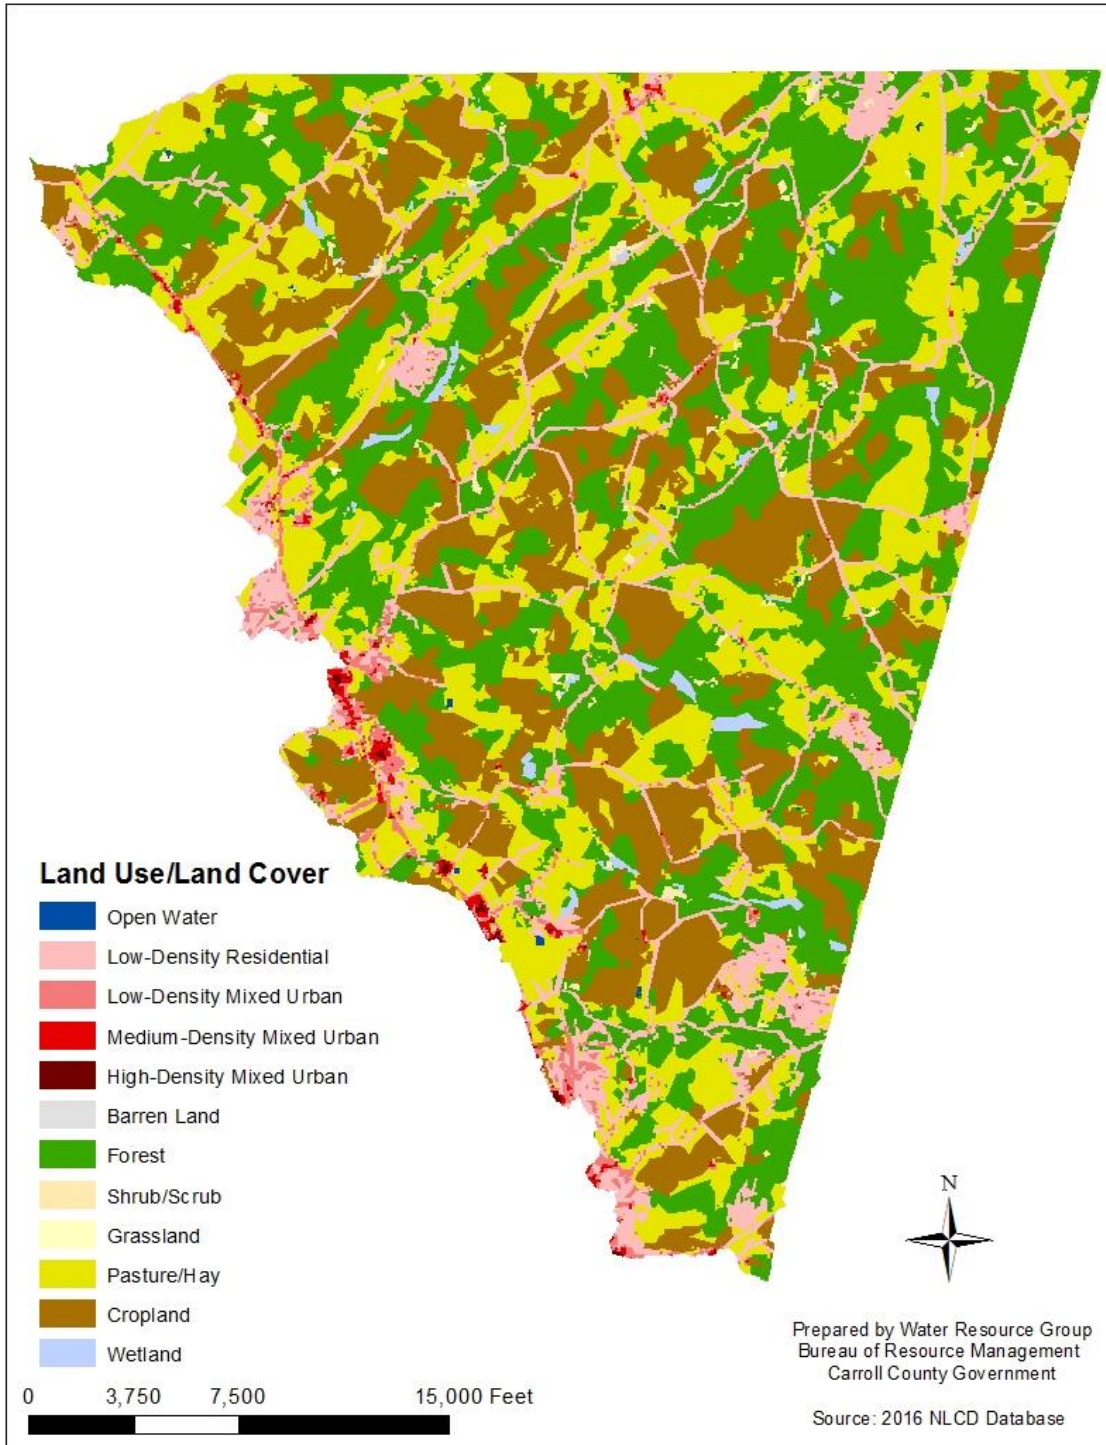 Land Use/Land Cover
Open Water
Low-Density Residential
Low-Density Mixed Urban
Medium-Density Mixed Urban
High-Density Mixed Urban
Barren Land
Forest
Shrub/Scrub
Grassland
Pasture/Hay
Cropland
Wetland
0 3,750 7,500 15,000 Feet
N
Prepared by Water Resource Group
Bureau of Resource Management
Carroll County Government
Source: 2016 NLCD Database